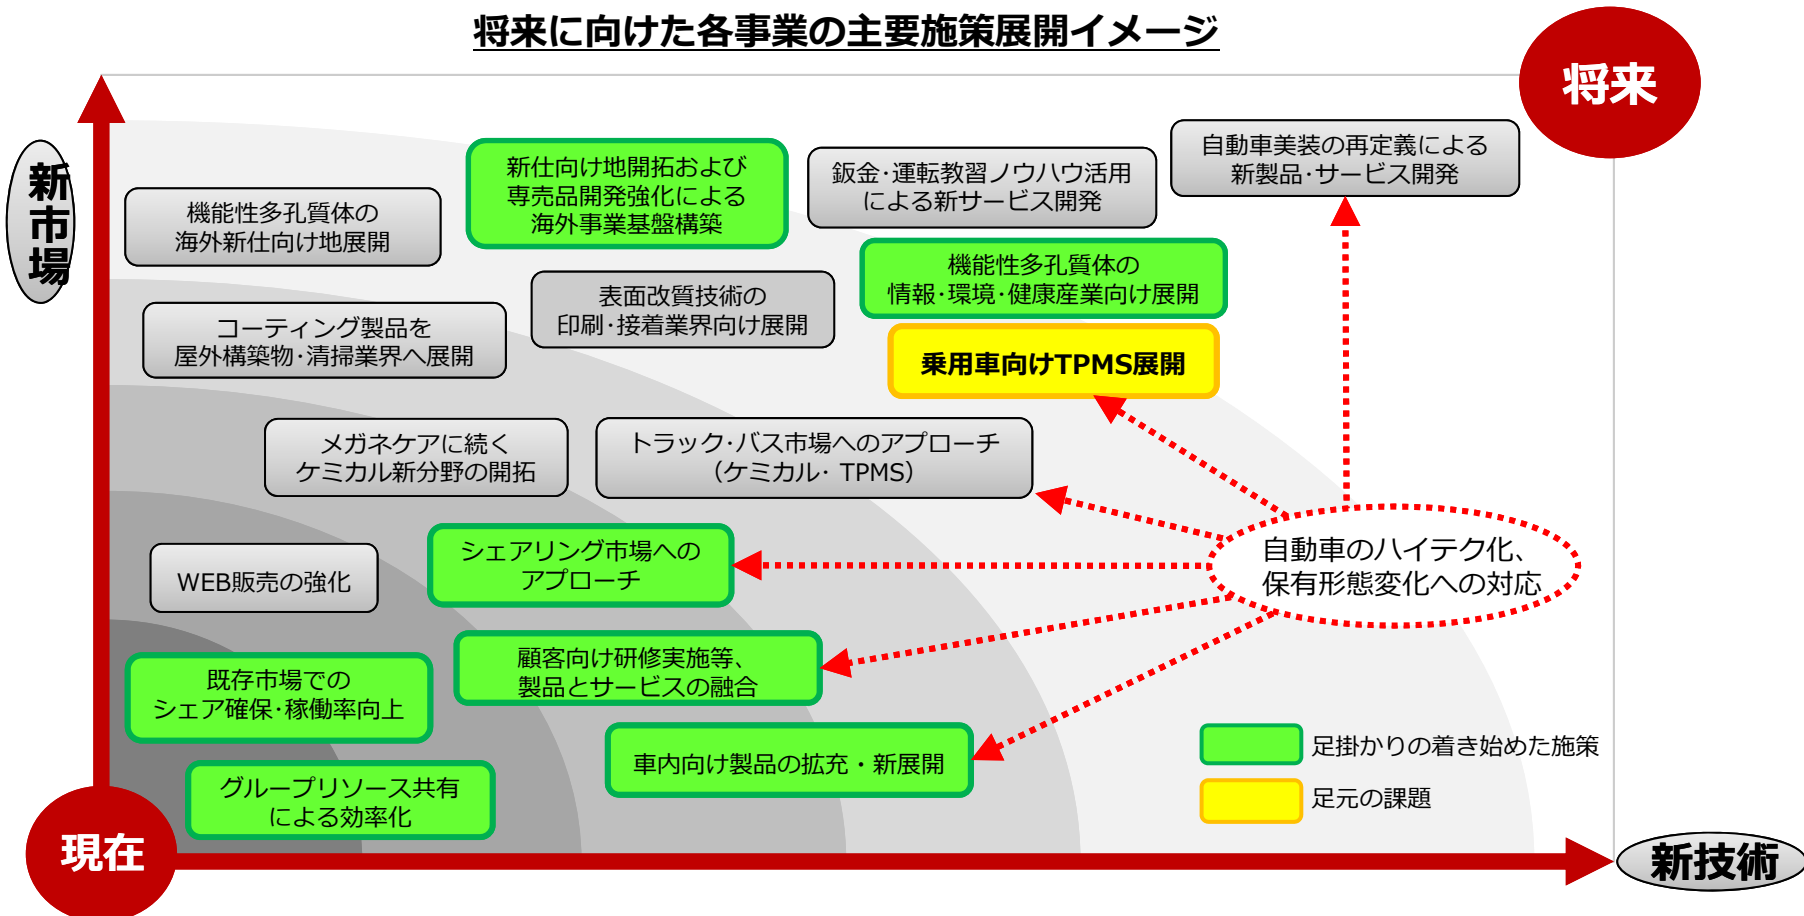 将来に向けた各事業の主要施策展開イメージ
将来
新市場
自動車美装の再定義による
新製品･サービス開発
新仕向け地開拓および
専売品開発強化による
海外事業基盤構築
鈑金･運転教習ノウハウ活用
による新サービス開発
機能性多孔質体の
海外新仕向け地展開
機能性多孔質体の
情報･環境･健康産業向け展開
表面改質技術の
印刷･接着業界向け展開
コーティング製品を
屋外構築物･清掃業界へ展開
乗用車向けTPMS展開
メガネケアに続く
ケミカル新分野の開拓
トラック･バス市場へのアプローチ
（ケミカル･ TPMS）
シェアリング市場への
アプローチ
自動車のハイテク化、
保有形態変化への対応
WEB販売の強化
顧客向け研修実施等、
製品とサービスの融合
既存市場での
シェア確保･稼働率向上
車内向け製品の拡充・新展開
グループリソース共有
による効率化
足掛かりの着き始めた施策
足元の課題
現在
新技術